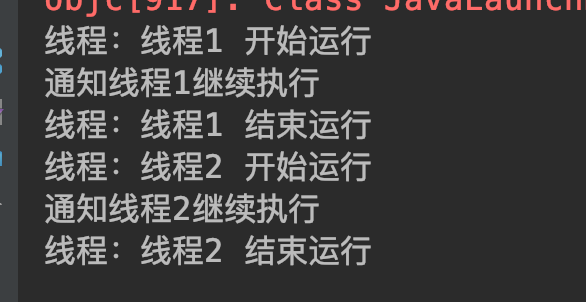 objc[917]: Class JavaLaunch
线程：线程1 开始运行
通知线程1继续执行
线程：线程1 结束运行
线程：线程2 开始运行
通知线程2继续执行
线程：线程2 结束运行